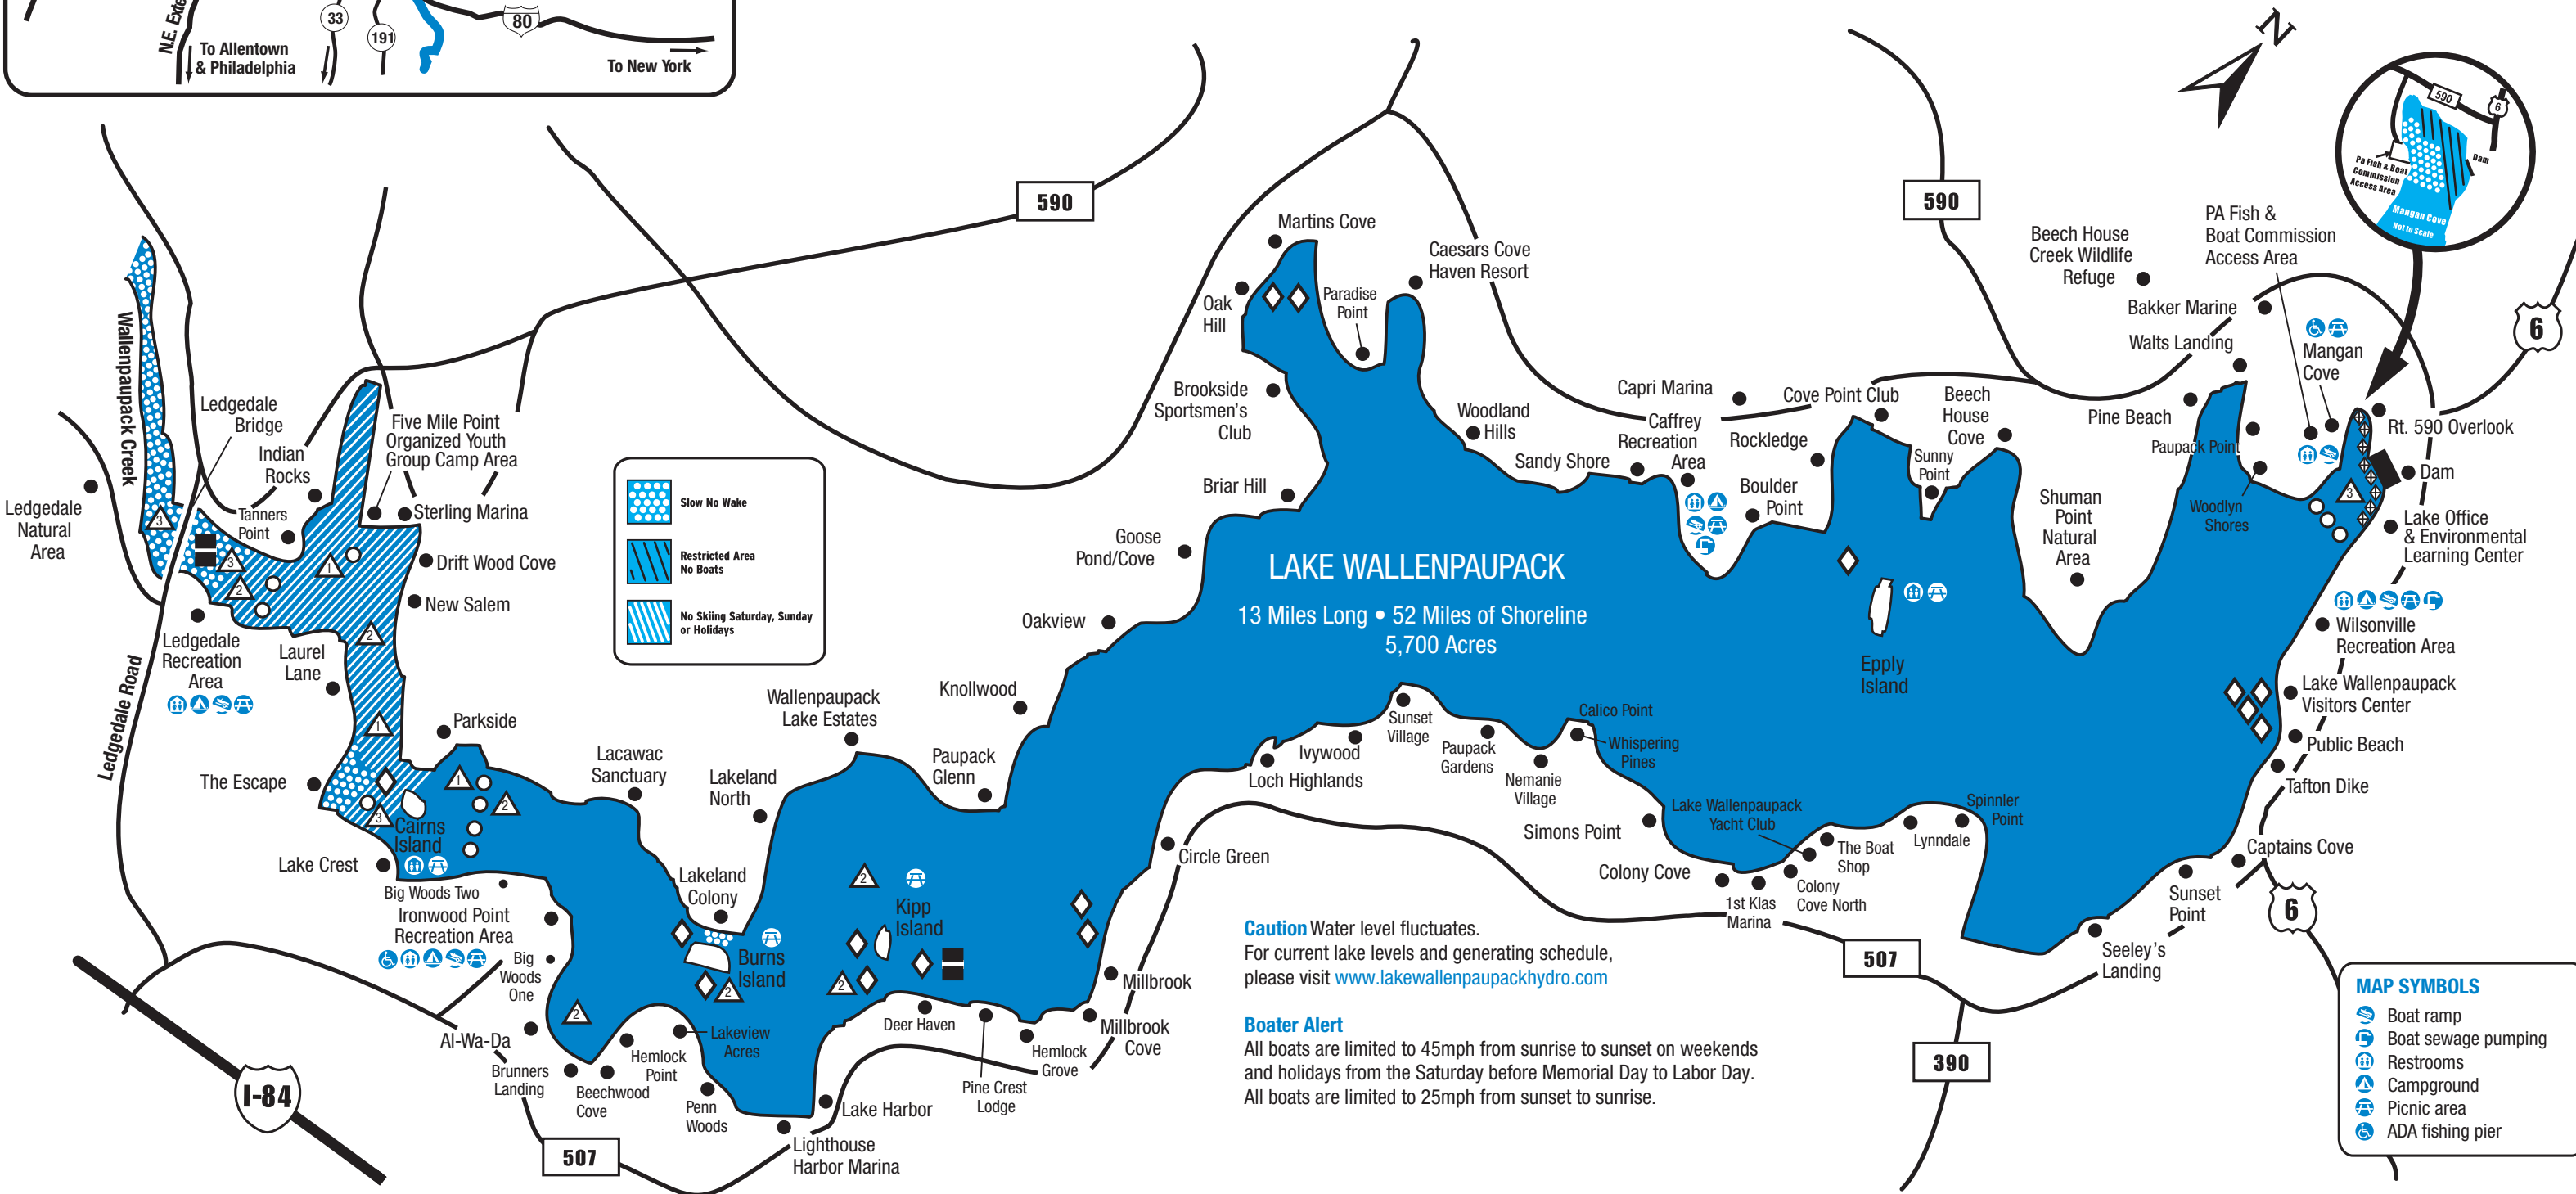 N.E. Exte
33
191
80
To Allentown
& Philadelphia
To New York
N
590
6
Pa Fish & Boat
Commission
Access Area
Dam
Mangan Cove
Not to Scale
590
590
6
Martins Cove
Caesars Cove
Haven Resort
Oak
Hill
Paradise
Point
Beech House
Creek Wildlife
Refuge
PA Fish &
Boat Commission
Access Area
Bakker Marine
Walts Landing
Mangan
Cove
Wallenpaupack Creek
Ledgedale
Bridge
Indian
Rocks
Five Mile Point
Organized Youth
Group Camp Area
Brookside
Sportsmen's
Club
Woodland
Hills
Capri Marina
Caffrey
Recreation
Area
Cove Point Club
Beech
House
Cove
Pine Beach
Paupack Point
Rt. 590 Overlook
Ledgedale
Natural
Area
Tanners
Point
Sterling Marina
Slow No Wake
Restricted Area
No Boats
No Skiing Saturday, Sunday
or Holidays
Briar Hill
Sandy Shore
Rockledge
Boulder
Point
Sunny
Point
Shuman
Point
Natural
Area
Woodlyn
Shores
Dam
Lake Office
& Environmental
Learning Center
3
3
2
1
3
Drift Wood Cove
New Salem
Goose
Pond/Cove
LAKE WALLENPAUPACK
13 Miles Long • 52 Miles of Shoreline
5,700 Acres
Oakview
Epply
Island
Wilsonville
Recreation Area
Ledgedale
Recreation
Area
Laurel
Lane
2
Ledgedale Road
1
Parkside
Wallenpaupack
Lake Estates
Knollwood
Lake Wallenpaupack
Visitors Center
Public Beach
Tafton Dike
The Escape
Lacawac
Sanctuary
Lakeland
North
Paupack
Glenn
Loch Highlands
Ivywood
Sunset
Village
Paupack
Gardens
Nemanie
Village
Calico Point
Whispering
Pines
1
2
3
Cairns
Island
Lake Crest
Big Woods Two
Ironwood Point
Recreation Area
Big
Woods
One
Lakeland
Colony
2
Kipp
Island
Burns
Island
2
2
2
Circle Green
Simons Point
Lake Wallenpaupack
Yacht Club
Colony Cove
1st Klas
Marina
Colony
Cove North
The Boat
Shop
Lynndale
Spinnler
Point
Captains Cove
Sunset
Point
6
Seeley's
Landing
507
390
Al-Wa-Da
Brunners
Landing
Beechwood
Cove
Hemlock
Point
Lakeview
Acres
Penn
Woods
Lake Harbor
Lighthouse
Harbor Marina
Deer Haven
Pine Crest
Lodge
Hemlock
Grove
Millbrook
Millbrook
Cove
507
I-84
Caution Water level fluctuates.
For current lake levels and generating schedule,
please visit www.lakewallenpaupackhydro.com
Boater Alert
All boats are limited to 45mph from sunrise to sunset on weekends
and holidays from the Saturday before Memorial Day to Labor Day.
All boats are limited to 25mph from sunset to sunrise.
MAP SYMBOLS
Boat ramp
Boat sewage pumping
Restrooms
Campground
Picnic area
ADA fishing pier